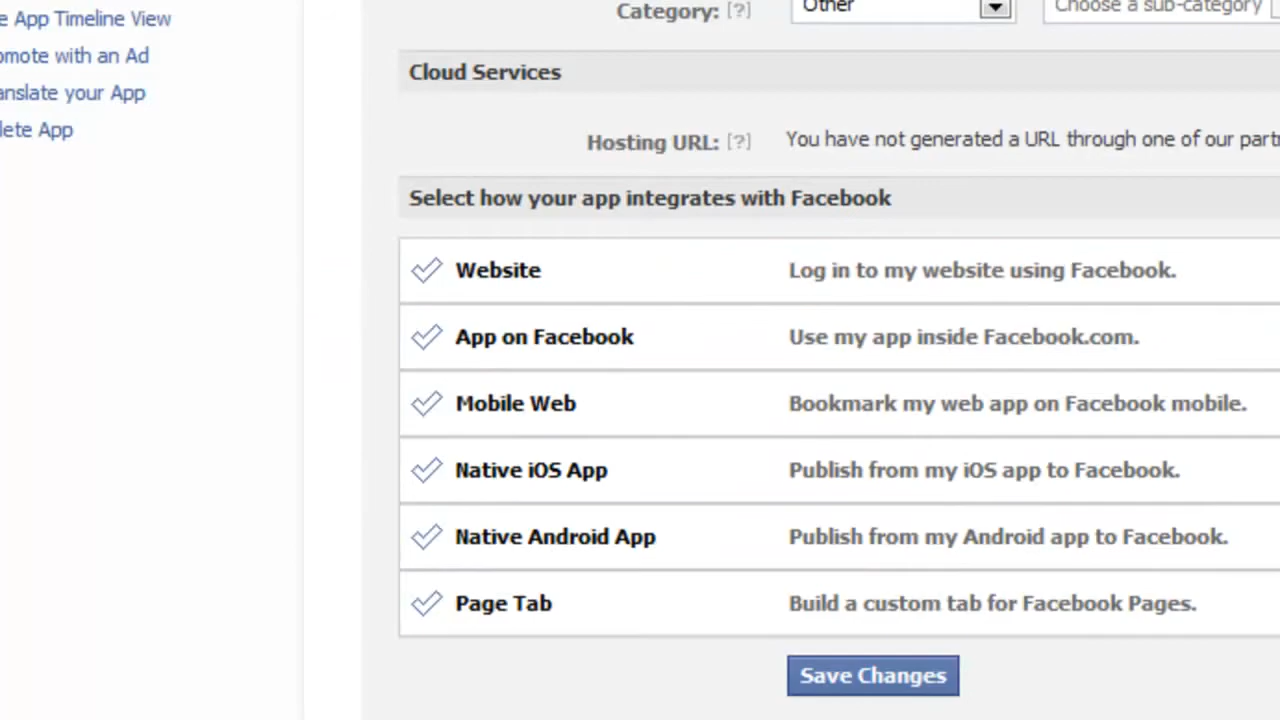 e App Timeline View
omote with an Ad
anslate your App
lete App
Category: [?] Other Choose a sub-category
Cloud Services
Hosting URL: [?] You have not generated a URL through one of our partn
Select how your app integrates with Facebook
Website Log in to my website using Facebook.
App on Facebook Use my app inside Facebook.com.
Mobile Web Bookmark my web app on Facebook mobile.
Native iOS App Publish from my iOS app to Facebook.
Native Android App Publish from my Android app to Facebook.
Page Tab Build a custom tab for Facebook Pages.
Save Changes